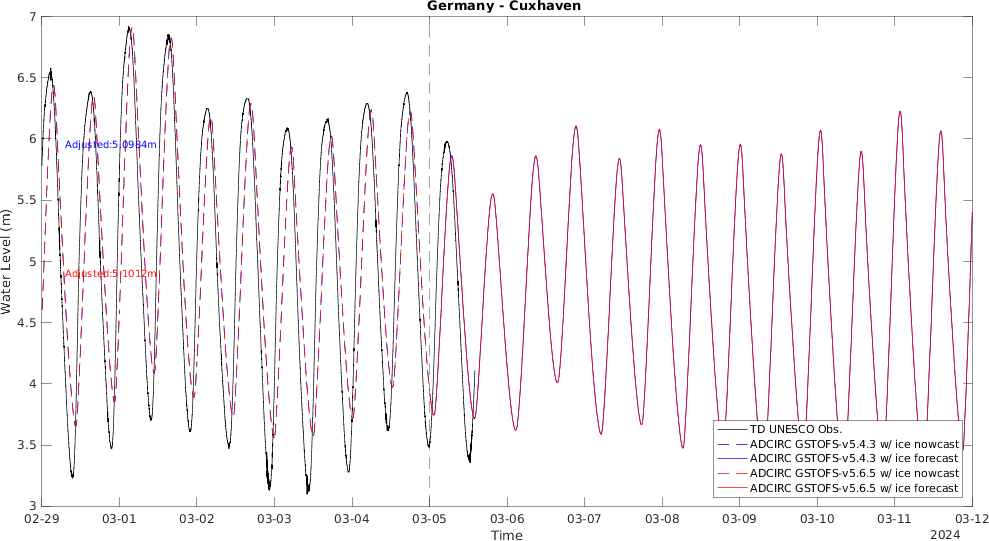 Germany - Cuxhaven
7
6.5
6
5.5
5
4.5
4
3.5
3
Water Level (m)
Adjusted:5.0984m
Adjusted:5.1012m
TD UNESCO Obs.
ADCIRC GSTOFS-v5.4.3 w/ ice nowcast
ADCIRC GSTOFS-v5.4.3 w/ ice forecast
ADCIRC GSTOFS-v5.6.5 w/ ice nowcast
ADCIRC GSTOFS-v5.6.5 w/ ice forecast
02-29 03-01 03-02 03-03 03-04 03-05 03-06 03-07 03-08 03-09 03-10 03-11 03-12
Time
2024